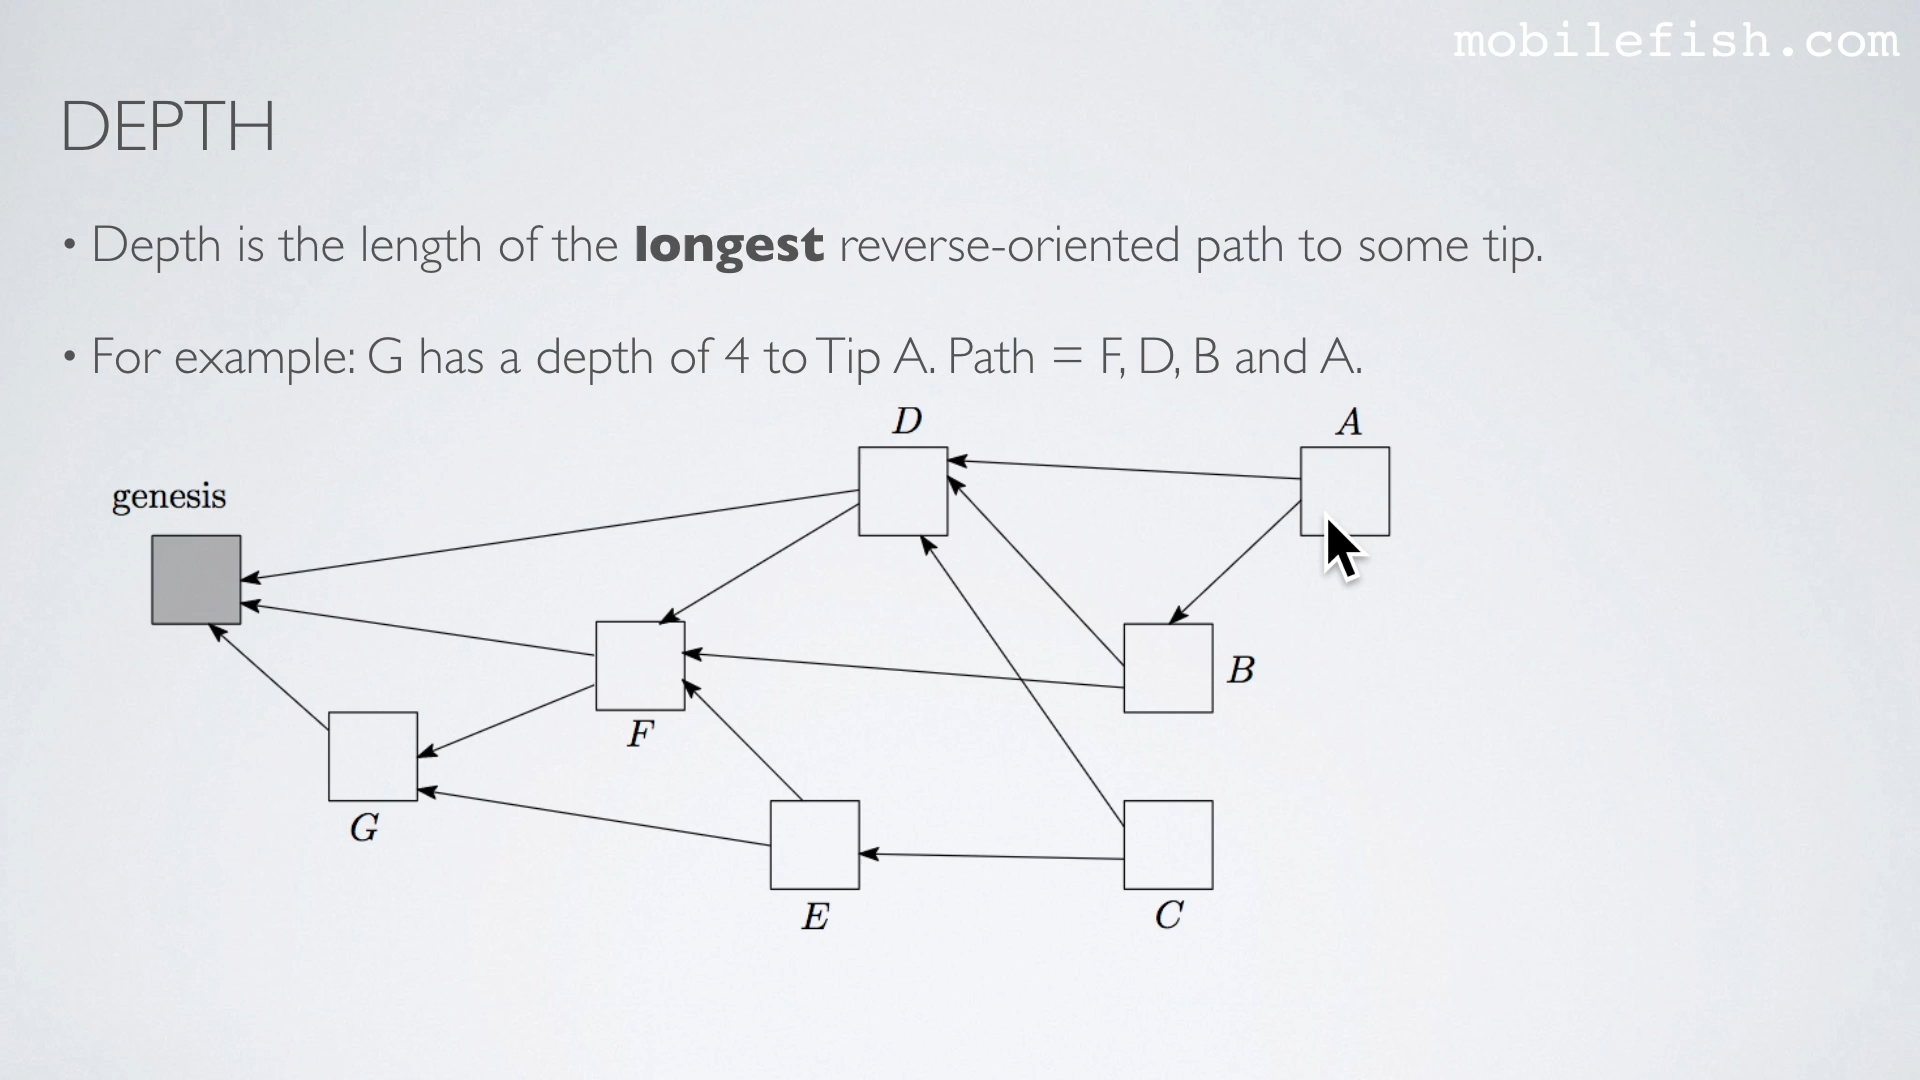 mobilefish.com
DEPTH
• Depth is the length of the longest reverse-oriented path to some tip.
• For example: G has a depth of 4 to Tip A. Path = F, D, B and A.
D
A
genesis
B
F
G
E
C